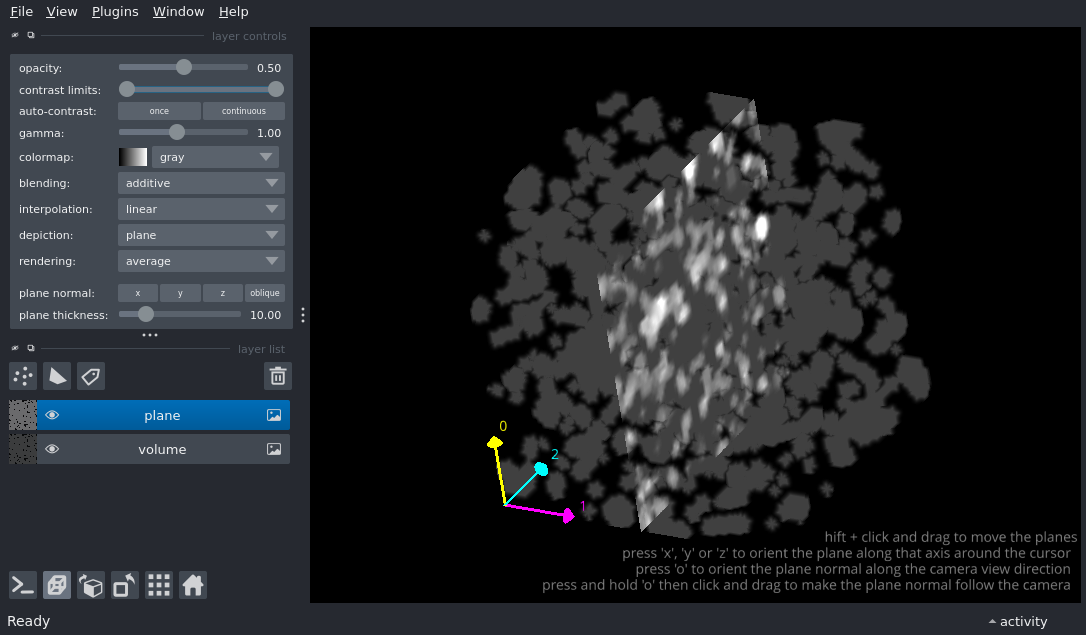 File View Plugins Window Help
layer controls
opacity: 0.50
contrast limits:
auto-contrast: once continuous
gamma: 1.00
colormap: gray
blending: additive
interpolation: linear
depiction: plane
rendering: average
plane normal: x y z oblique
plane thickness: 10.00
layer list
plane
volume
0
2
1
hift + click and drag to move the planes
press 'x', 'y' or 'z' to orient the plane along that axis around the cursor
press 'o' to orient the plane normal along the camera view direction
press and hold 'o' then click and drag to make the plane normal follow the camera
Ready
activity